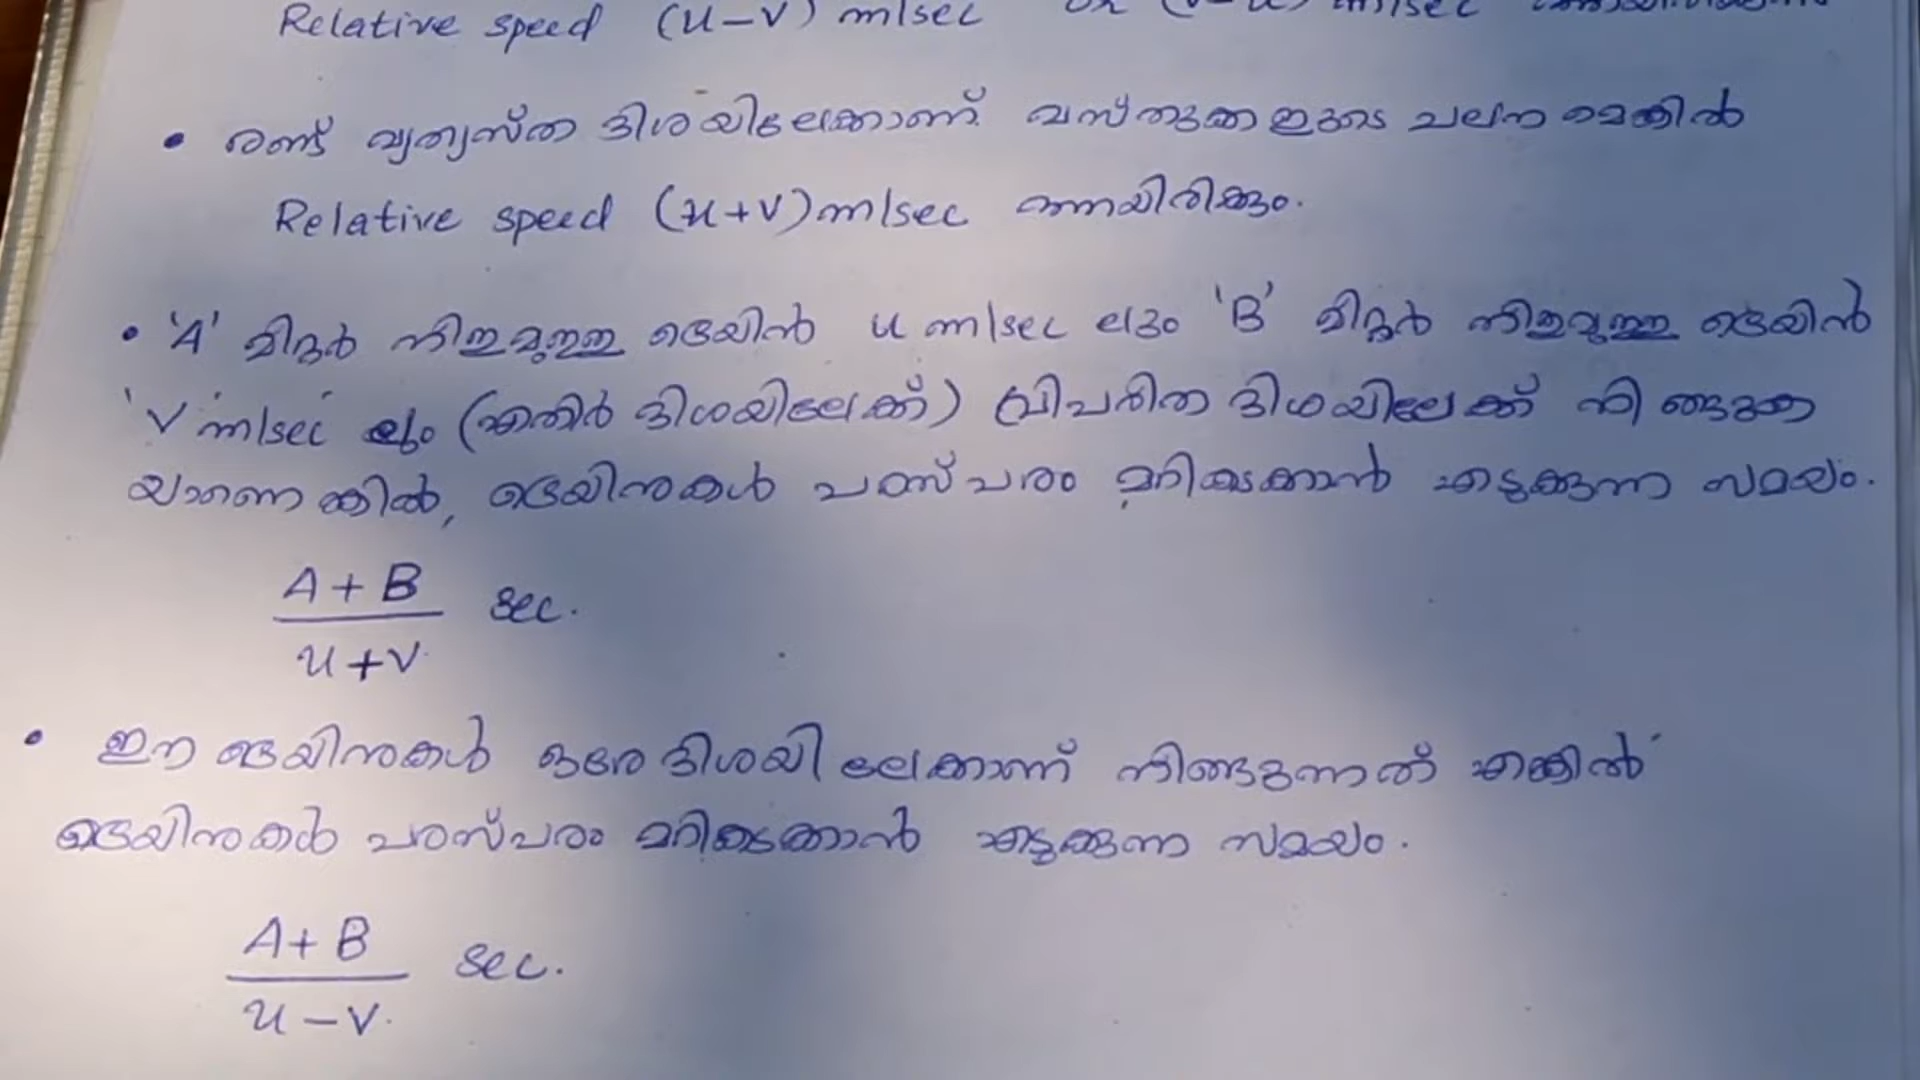 Relative speed (u-v) m/sec or (v-u) m/sec
• രണ്ട് വ്യത്യസ്ത ദിശയിലേക്കാണ് വസ്തുക്കളുടെ ചലനമെങ്കിൽ
Relative speed (u+v) m/sec ആയിരിക്കും.
• 'A' മീറ്റർ നീളമുള്ള ട്രെയിൻ u m/sec ലും 'B' മീറ്റർ നീളമുള്ള ട്രെയിൻ
'v m/sec' ലും (എതിർ ദിശയിലേക്ക്) വിപരീത ദിശയിലേക്ക് നീങ്ങുക
യാണെങ്കിൽ, ട്രെയിനുകൾ പരസ്പരം മറികടക്കാൻ എടുക്കുന്ന സമയം.
A + B
sec.
u + v
• ഈ ട്രെയിനുകൾ ഒരേ ദിശയിലേക്കാണ് നീങ്ങുന്നത് എങ്കിൽ
ട്രെയിനുകൾ പരസ്പരം മറികടക്കാൻ എടുക്കുന്ന സമയം.
A + B
sec.
u - v